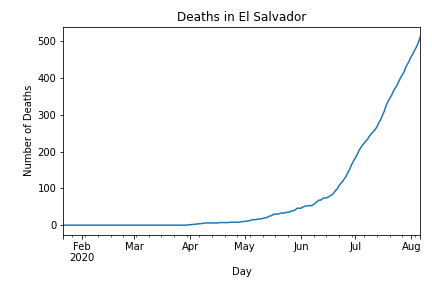 Deaths in El Salvador
Number of Deaths
500
400
300
200
100
0
Feb
2020
Mar
Apr
May
Jun
Jul
Aug
Day